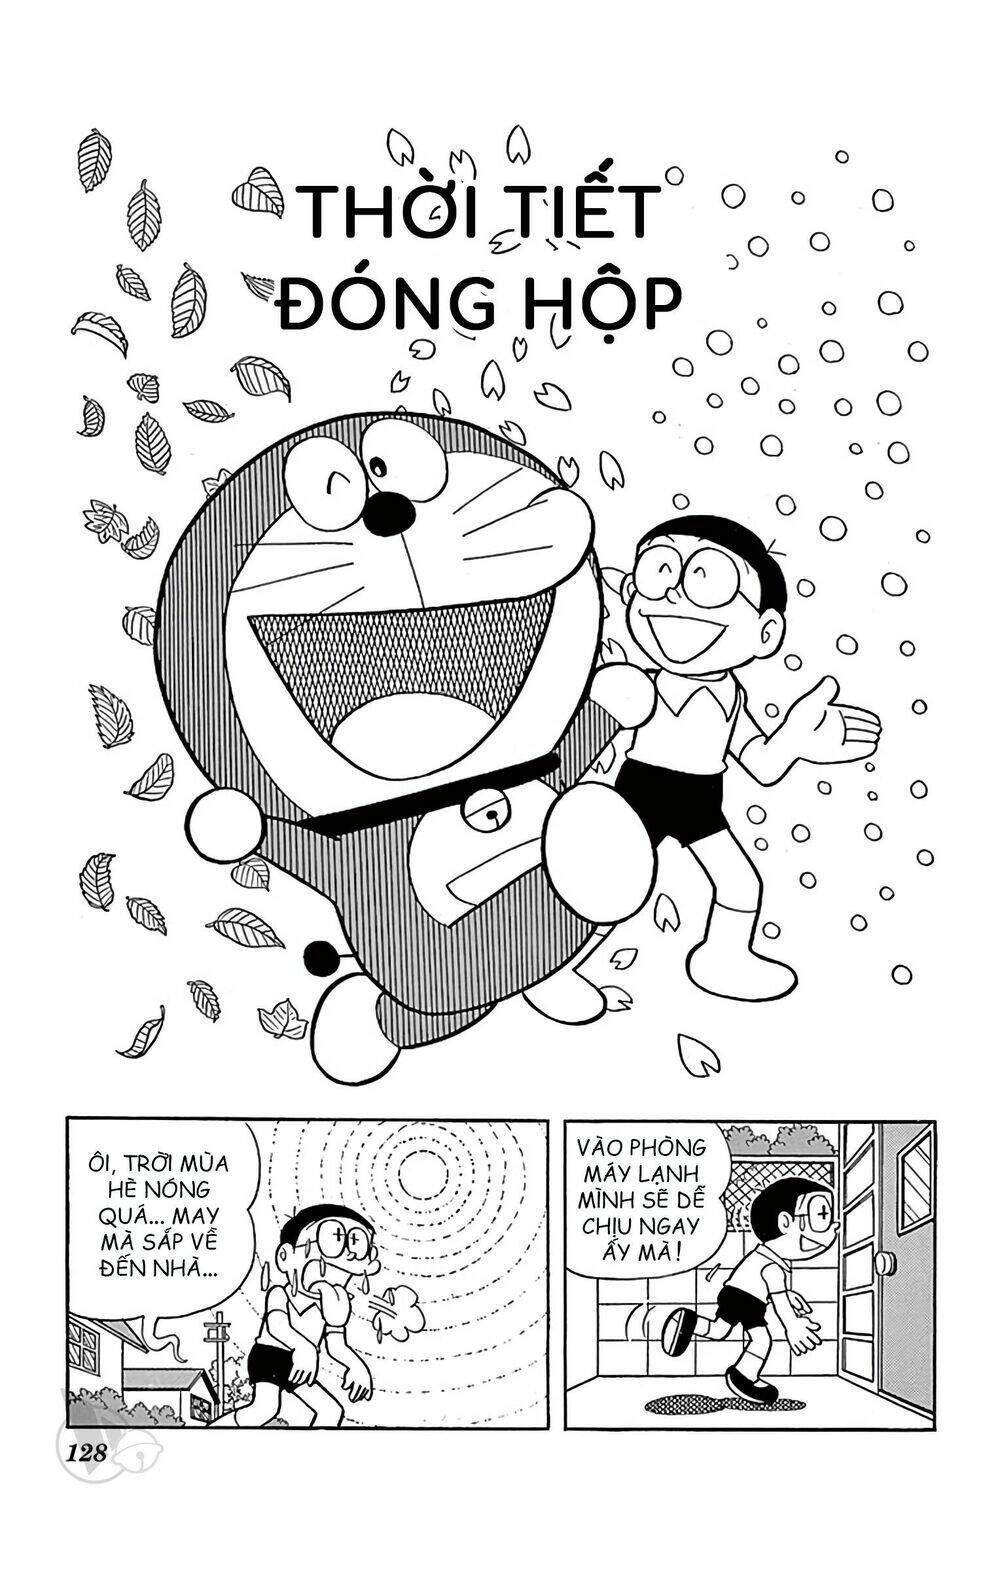 THỜI TIẾT
ĐÓNG HỘP
ÔI, TRỜI MÙA
HÈ NÓNG
QUÁ... MAY
MÀ SẮP VỀ
ĐẾN NHÀ...
VÀO PHÒNG
MÁY LẠNH
MÌNH SẼ DỄ
CHỊU NGAY
ẤY MÀ!
128